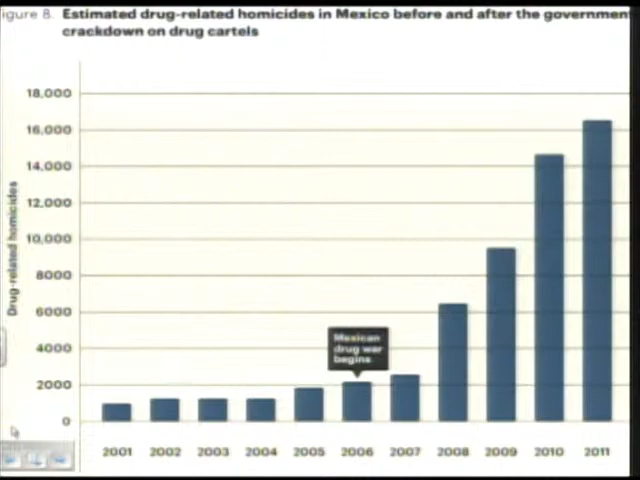 igure 8. Estimated drug-related homicides in Mexico before and after the government
crackdown on drug cartels
Drug-related homicides
18,000
16,000
14,000
12,000
10,000
8000
6000
4000
2000
0
Mexican
drug war
begins
2001 2002 2003 2004 2005 2006 2007 2008 2009 2010 2011